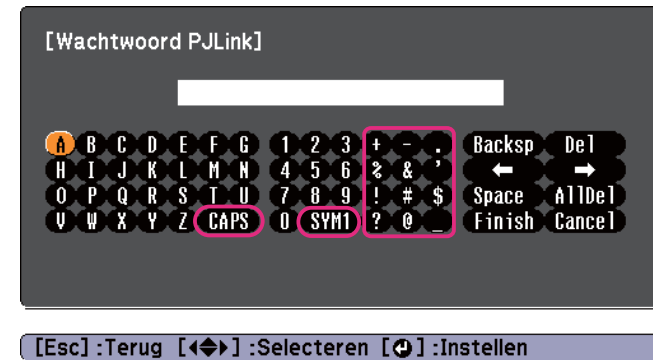 [Wachtwoord PJLink]
A B C D E F G 1 2 3 + - . Backsp Del
H I J K L M N 4 5 6 % & ' ← →
O P Q R S T U 7 8 9 ! # $ Space AllDel
V W X Y Z CAPS 0 SYM1 ? @ _ Finish Cancel
[Esc] :Terug [◆] :Selecteren [⏎] :Instellen